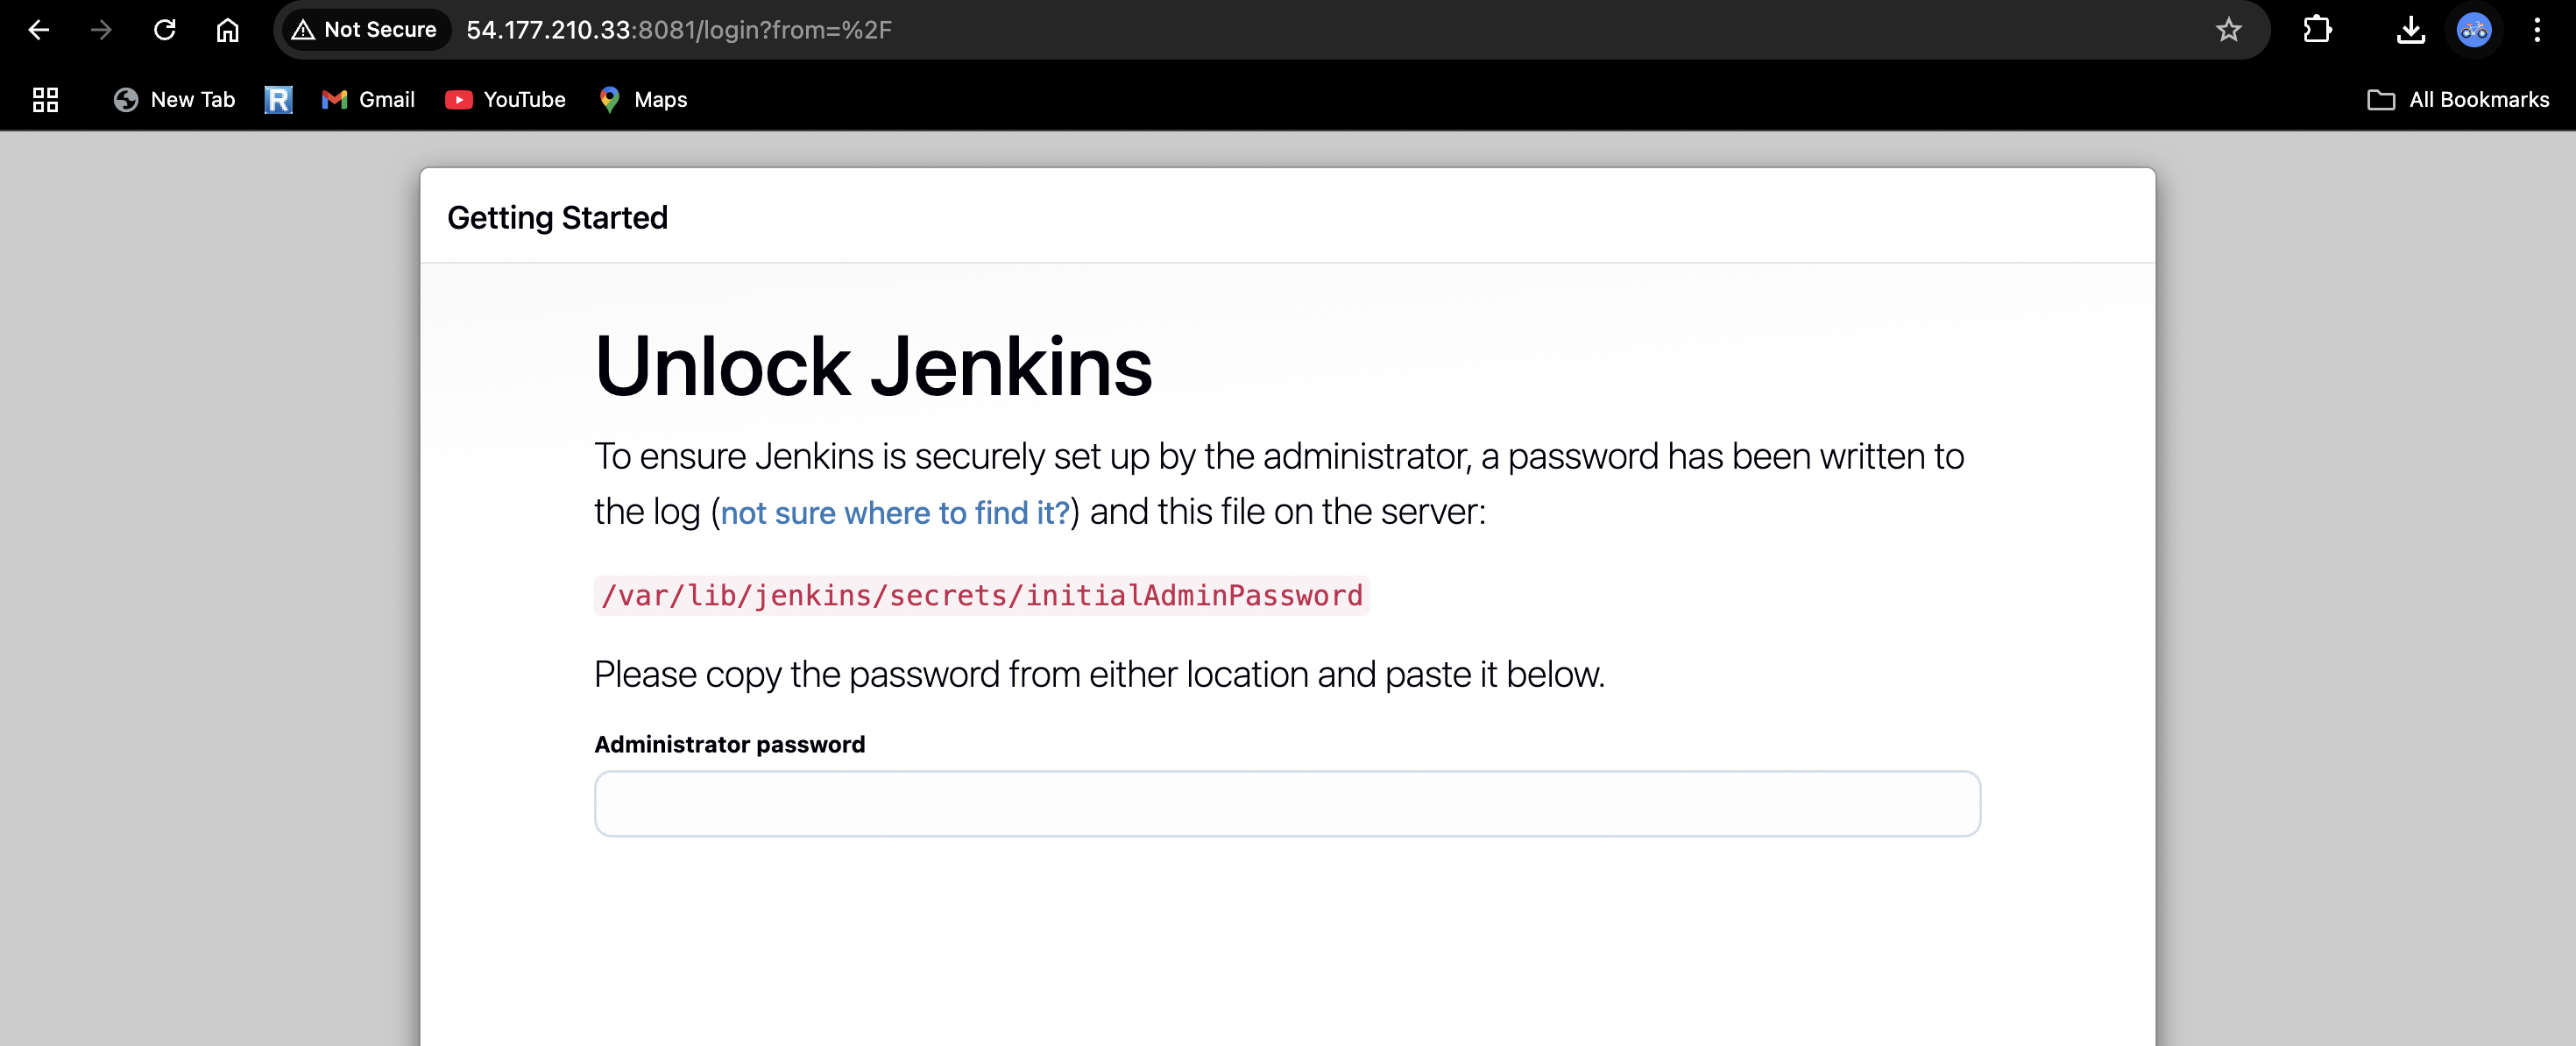 Not Secure 54.177.210.33:8081/login?from=%2F
New Tab R Gmail YouTube Maps All Bookmarks
Getting Started
Unlock Jenkins
To ensure Jenkins is securely set up by the administrator, a password has been written to
the log (not sure where to find it?) and this file on the server:
/var/lib/jenkins/secrets/initialAdminPassword
Please copy the password from either location and paste it below.
Administrator password